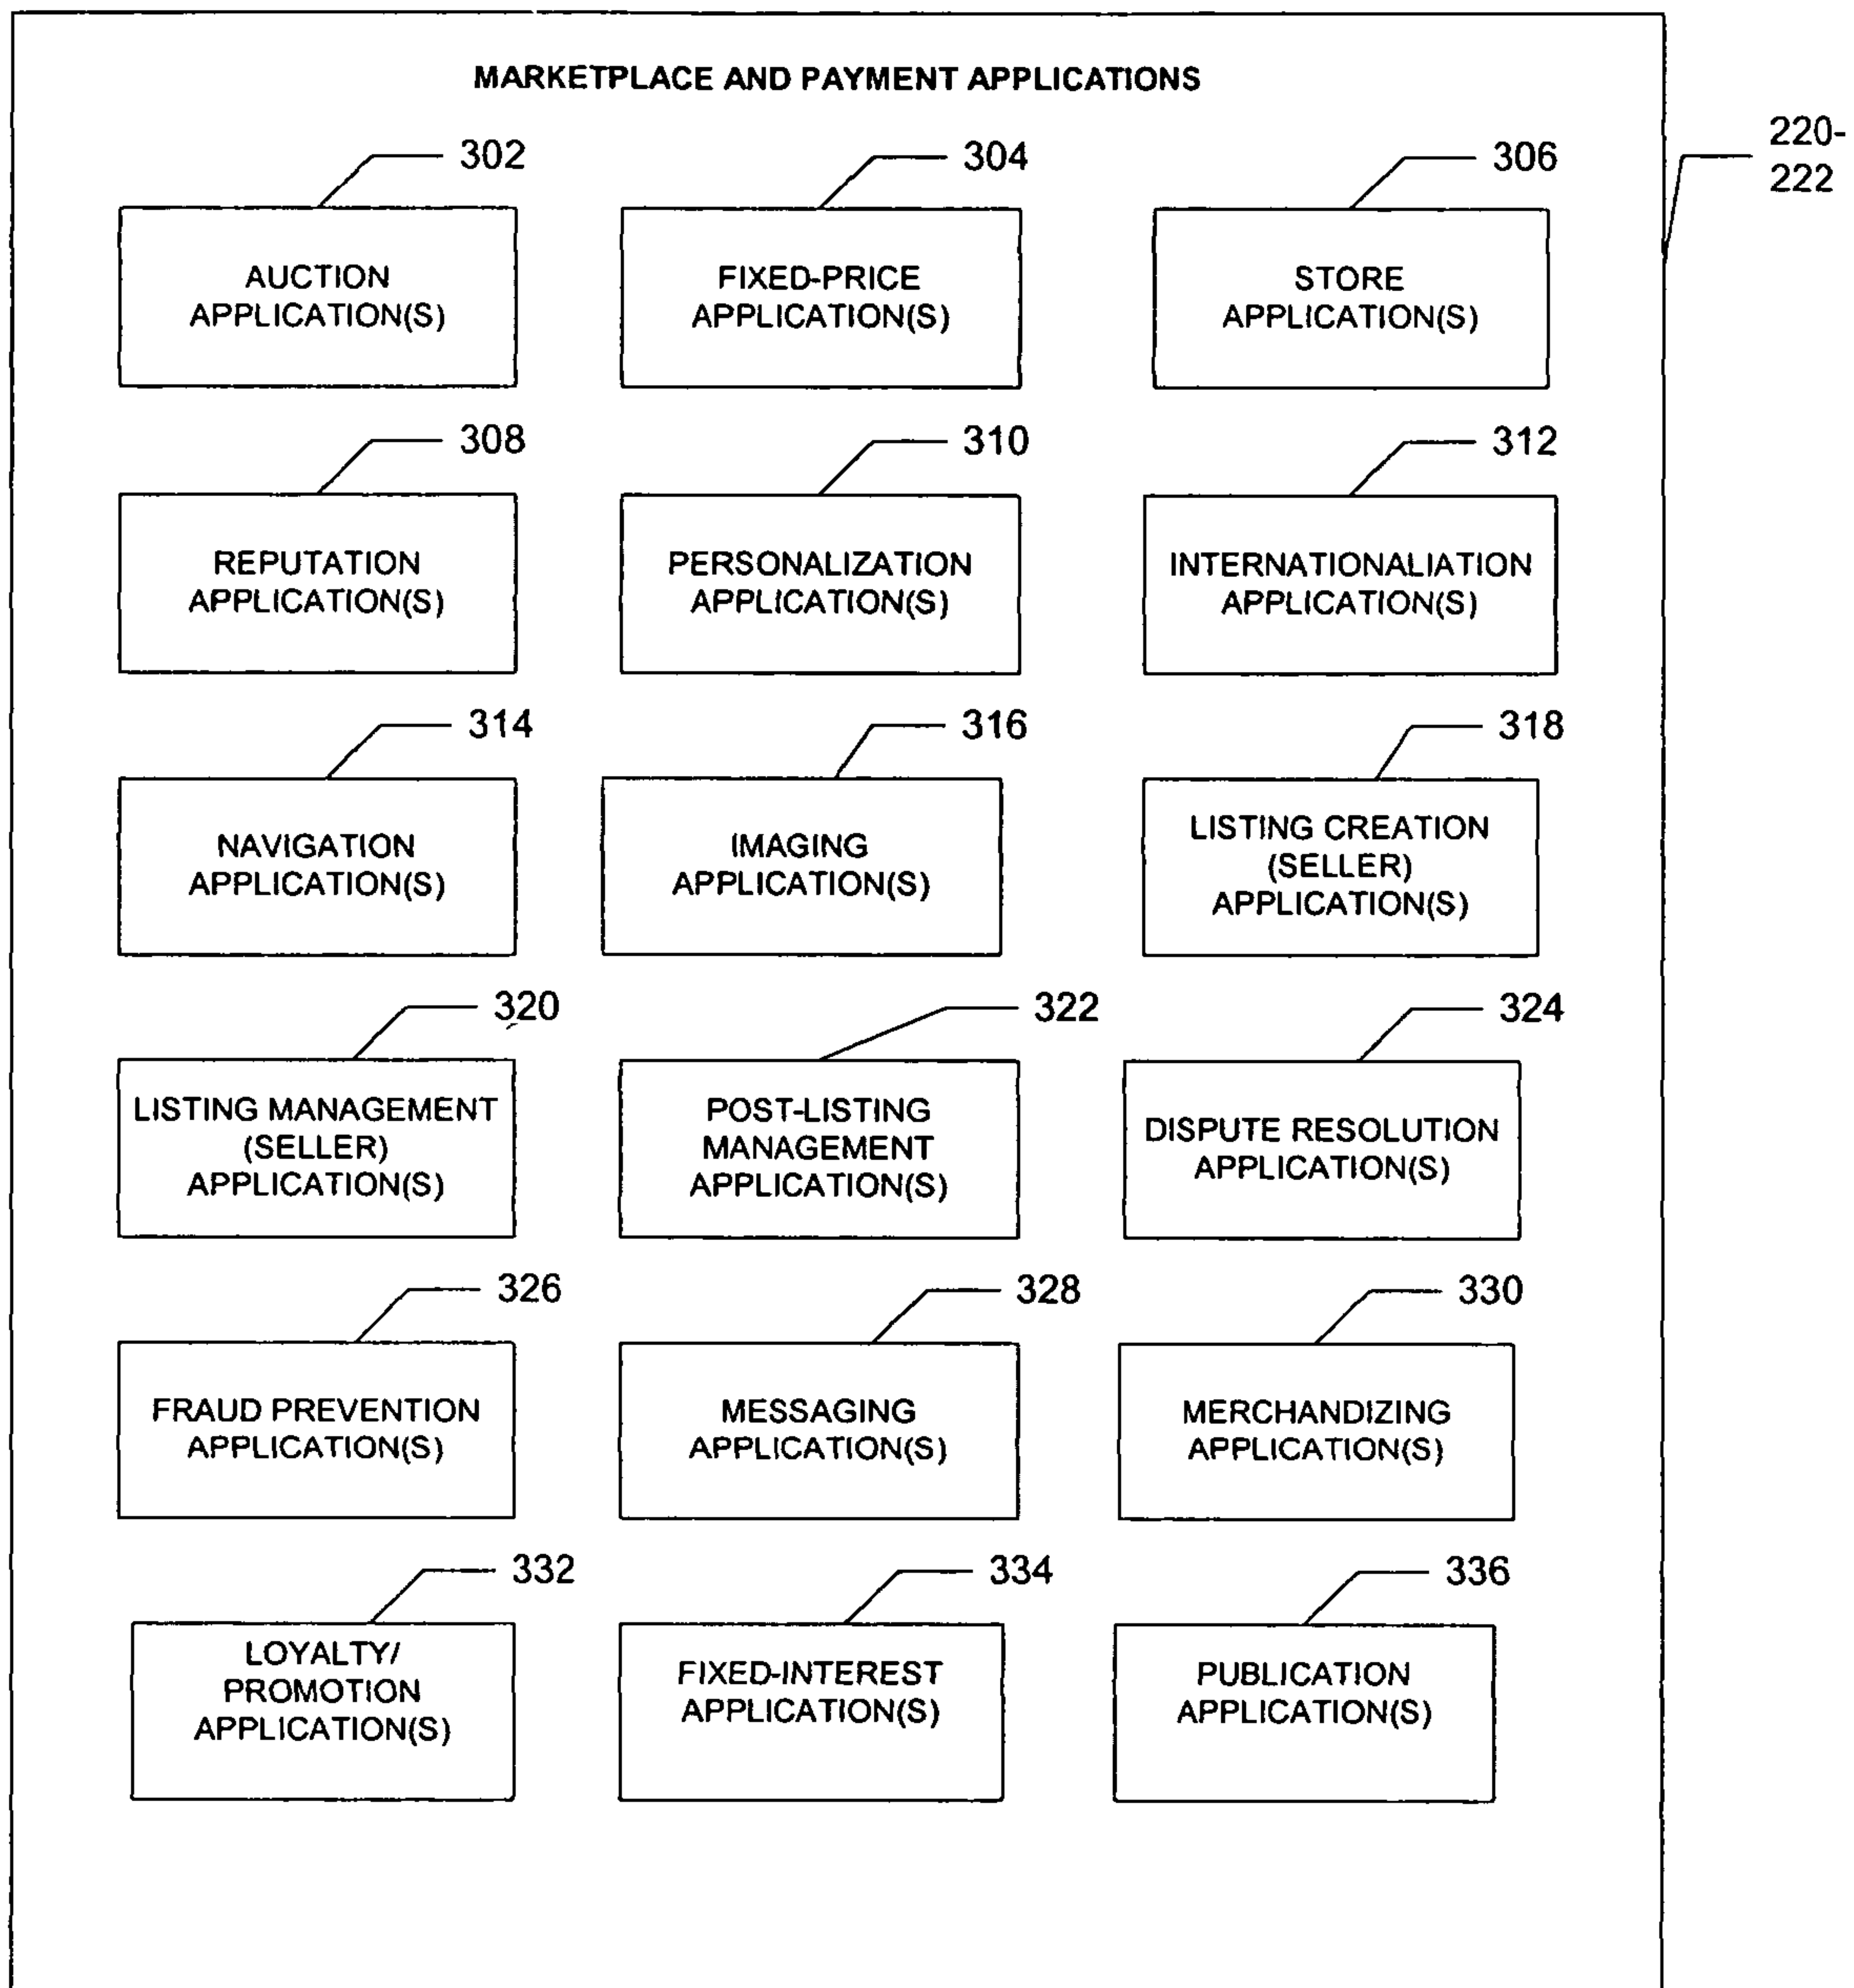 MARKETPLACE AND PAYMENT APPLICATIONS
220-
222
302
304
306
AUCTION
APPLICATION(S)
FIXED-PRICE
APPLICATION(S)
STORE
APPLICATION(S)
308
310
312
REPUTATION
APPLICATION(S)
PERSONALIZATION
APPLICATION(S)
INTERNATIONALIATION
APPLICATION(S)
314
316
318
NAVIGATION
APPLICATION(S)
IMAGING
APPLICATION(S)
LISTING CREATION
(SELLER)
APPLICATION(S)
320
322
324
LISTING MANAGEMENT
(SELLER)
APPLICATION(S)
POST-LISTING
MANAGEMENT
APPLICATION(S)
DISPUTE RESOLUTION
APPLICATION(S)
326
328
330
FRAUD PREVENTION
APPLICATION(S)
MESSAGING
APPLICATION(S)
MERCHANDIZING
APPLICATION(S)
332
334
336
LOYALTY/
PROMOTION
APPLICATION(S)
FIXED-INTEREST
APPLICATION(S)
PUBLICATION
APPLICATION(S)